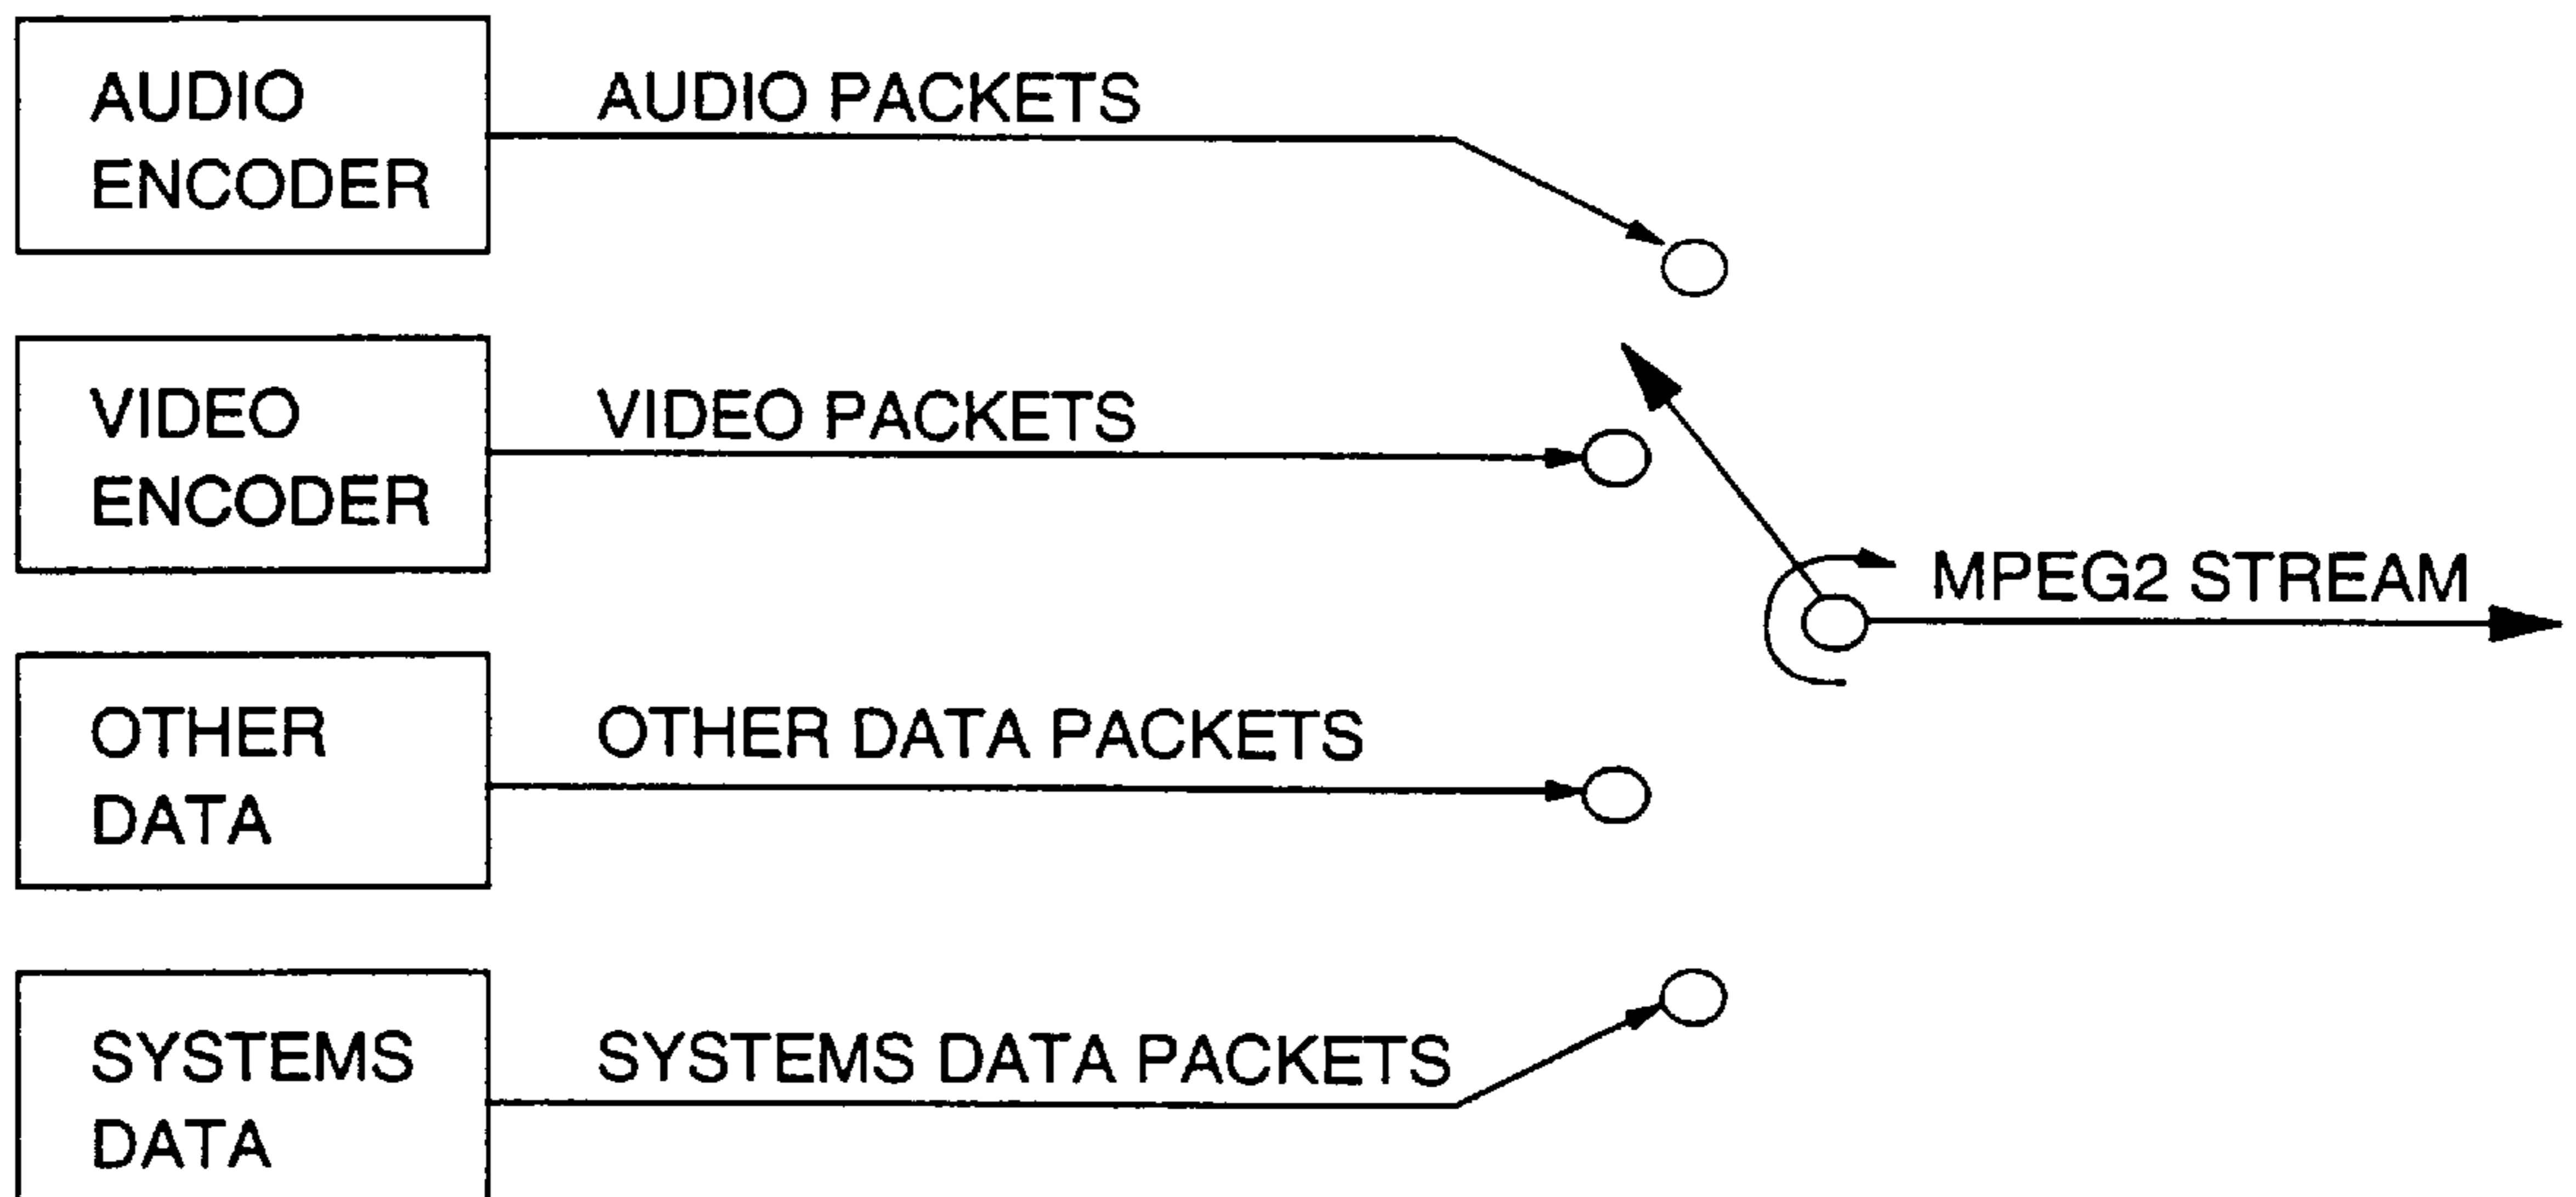 AUDIO
ENCODER
AUDIO PACKETS
VIDEO
ENCODER
VIDEO PACKETS
MPEG2 STREAM
OTHER
DATA
OTHER DATA PACKETS
SYSTEMS
DATA
SYSTEMS DATA PACKETS